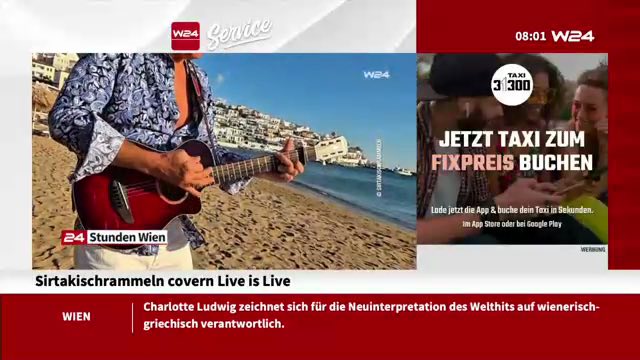 W24 Service
08:01 W24
W24
TAXI
31300
JETZT TAXI ZUM
FIXPREIS BUCHEN
Lade jetzt die App & buche dein Taxi in Sekunden.
Im App Store oder bei Google Play
WERBUNG
© SIRTAKISCHRAMMELN
24 Stunden Wien
Sirtakischrammeln covern Live is Live
WIEN
Charlotte Ludwig zeichnet sich für die Neuinterpretation des Welthits auf wienerisch-
griechisch verantwortlich.